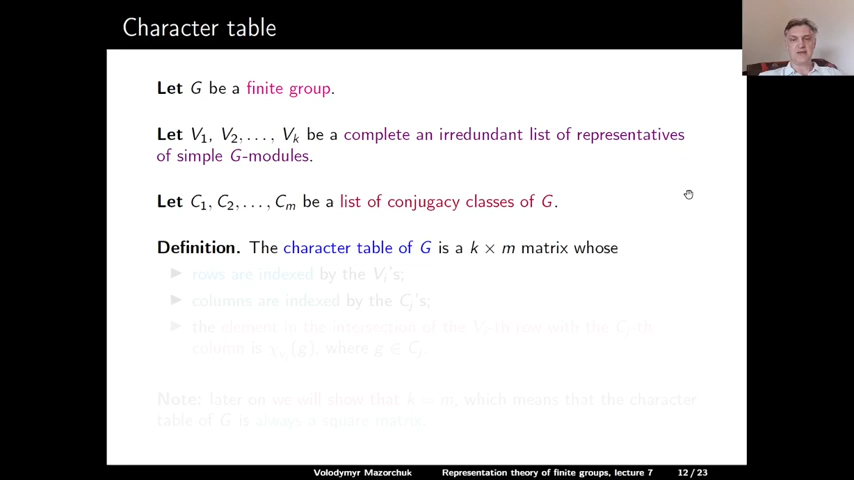 Character table
Let G be a finite group.
Let V₁, V₂, . . . , Vₖ be a complete an irredundant list of representatives
of simple G-modules.
Let C₁, C₂, . . . , Cₘ be a list of conjugacy classes of G.
Definition. The character table of G is a k × m matrix whose
▶ rows are indexed by the Vᵢ's;
▶ columns are indexed by the Cⱼ's;
▶ the element in the intersection of the Vᵢ-th row with the Cⱼ-th
column is χᵥᵢ(g), where g ∈ Cⱼ.
Note: later on we will show that k = m, which means that the character
table of G is always a square matrix.
Volodymyr Mazorchuk Representation theory of finite groups, lecture 7 12 / 23